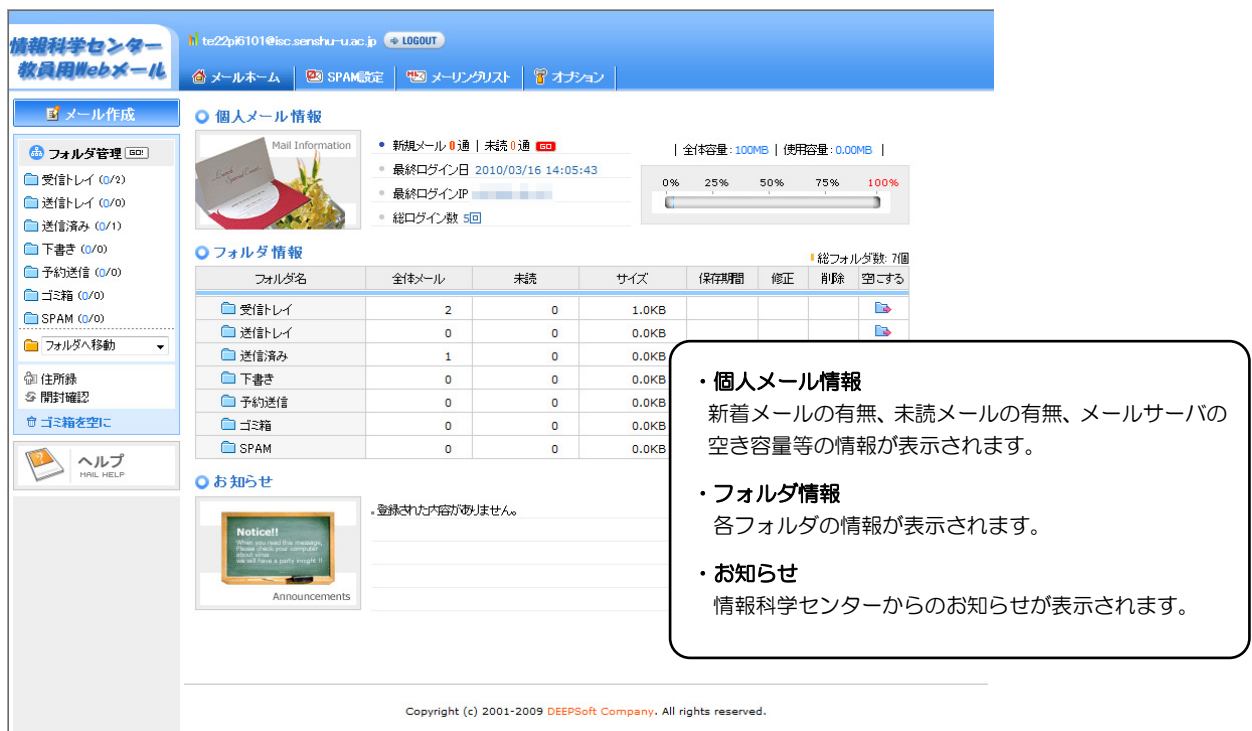 情報科学センター
教員用Webメール
te22pi6101@isc.senshu-u.ac.jp LOGOUT
メールホーム SPAM設定 メーリングリスト オプション
メール作成
フォルダ管理 GO!
受信トレイ (0/2)
送信トレイ (0/0)
送信済み (0/1)
下書き (0/0)
予約送信 (0/0)
ゴミ箱 (0/0)
SPAM (0/0)
フォルダへ移動
住所録
開封確認
ゴミ箱を空に
ヘルプ
MAIL HELP
個人メール情報
Mail Information
新規メール 0通 | 未読 0通 GO
最終ログイン日 2010/03/16 14:05:43
最終ログインIP
総ログイン数 5回
| 全体容量 : 100MB | 使用容量 : 0.00MB |
0% 25% 50% 75% 100%
フォルダ情報
総フォルダ数: 7個
フォルダ名 全体メール 未読 サイズ 保存期間 修正 削除 空にする
受信トレイ 2 0 1.0KB
送信トレイ 0 0 0.0KB
送信済み 1 0 0.0KB
下書き 0 0 0.0KB
予約送信 0 0 0.0KB
ゴミ箱 0 0 0.0KB
SPAM 0 0 0.0KB
お知らせ
Notice!!
When you read this message,
Please check your computer
about virus
we will have a party tonight !!
Announcements
登録された内容がありません。
・個人メール情報
新着メールの有無、未読メールの有無、メールサーバの
空き容量等の情報が表示されます。
・フォルダ情報
各フォルダの情報が表示されます。
・お知らせ
情報科学センターからのお知らせが表示されます。
Copyright (c) 2001-2009 DEEPSoft Company. All rights reserved.